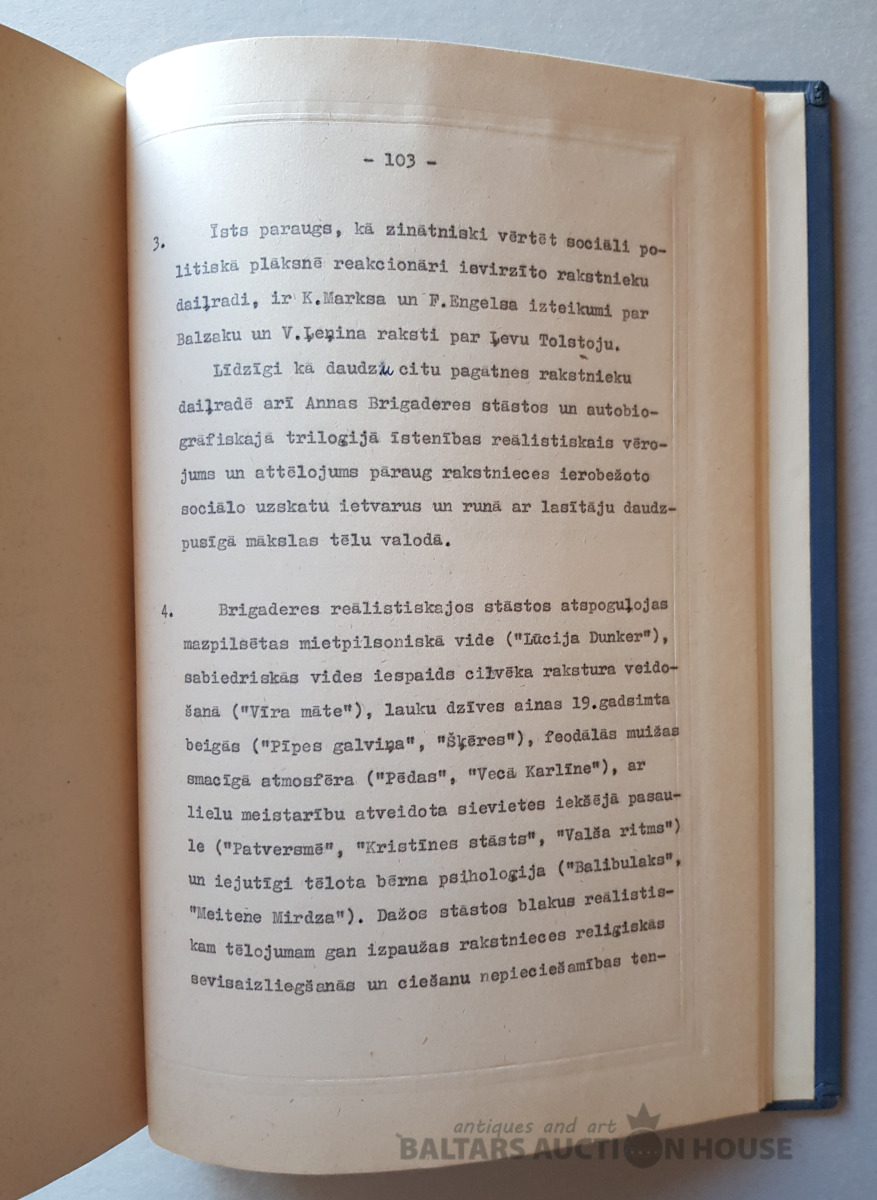 - 103 -
3. Īsts paraugs, kā zinātniski vērtēt sociāli po-
litiskā plāksnē reakcionāri ievirzīto rakstnieku
daiļradi, ir K.Marksa un F.Engelsa izteikumi par
Balzaku un V.Ļeņina raksti par Ļevu Tolstoju.
Līdzīgi kā daudzu citu pagātnes rakstnieku
daiļradē arī Annas Brigaderes stāstos un autobio-
grāfiskajā triloģijā īstenības reālistiskais vēro-
jums un attēlojums pāraug rakstnieces ierobežoto
sociālo uzskatu ietvarus un runā ar lasītāju daudz-
pusīgā mākslas tēlu valodā.
4. Brigaderes reālistiskajos stāstos atspoguļojas
mazpilsētas mietpilsoniskā vide ("Lūcija Dunker"),
sabiedriskās vides iespaids cilvēka rakstura veido-
šanā ("Vīra māte"), lauku dzīves ainas 19.gadsimta
beigās ("Pīpes galviņa", "Šķēres"), feodālās muižas
smacīgā atmosfēra ("Pēdas", "Vecā Karlīne"), ar
lielu meistarību atveidota sievietes iekšējā pasau-
le ("Patversmē", "Kristīnes stāsts", "Valša ritms")
un iejutīgi tēlota bērna psiholoģija ("Balibulaks",
"Meitene Mirdza"). Dažos stāstos blakus reālistis-
kam tēlojumam gan izpaužas rakstnieces reliģiskās
sevisaizliegšanās un ciešanu nepieciešamības ten-
antiques and art
BALTARS AUCTION HOUSE